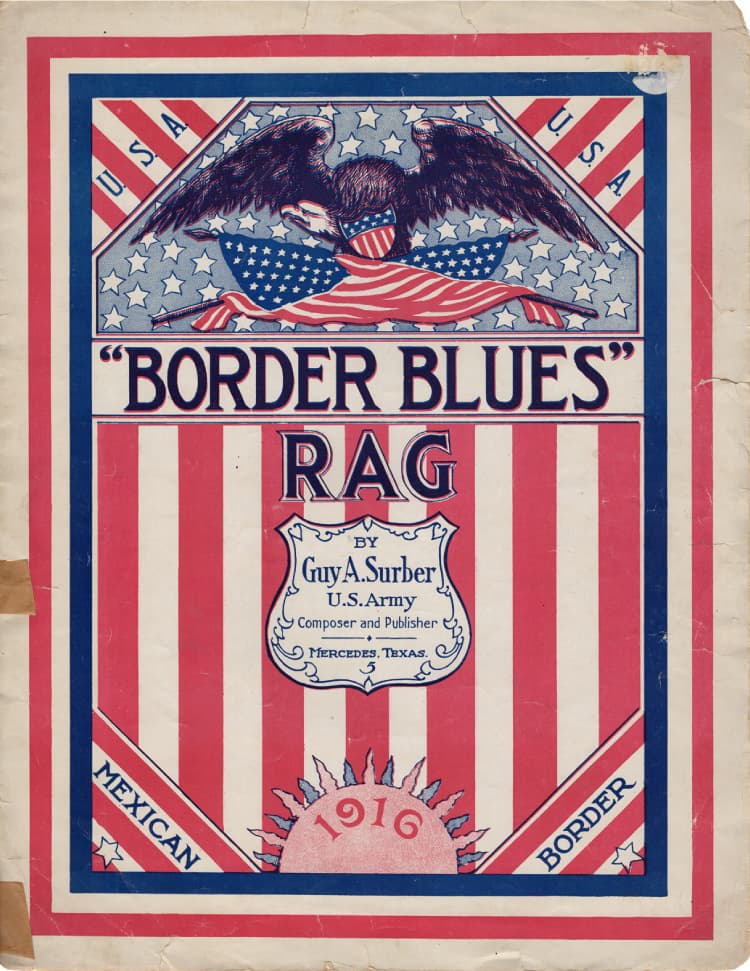 U.S.A.
U.S.A.
“BORDER BLUES”
RAG
BY
Guy A. Surber
U.S. Army
Composer and Publisher
MERCEDES, TEXAS.
5
1916
MEXICAN
BORDER